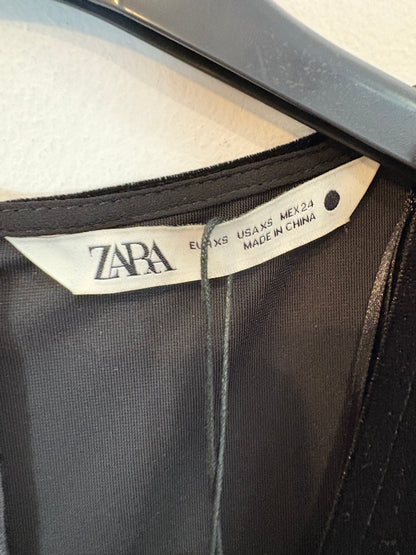 ZARA
EUR XS USA XS MEX 24
MADE IN CHINA